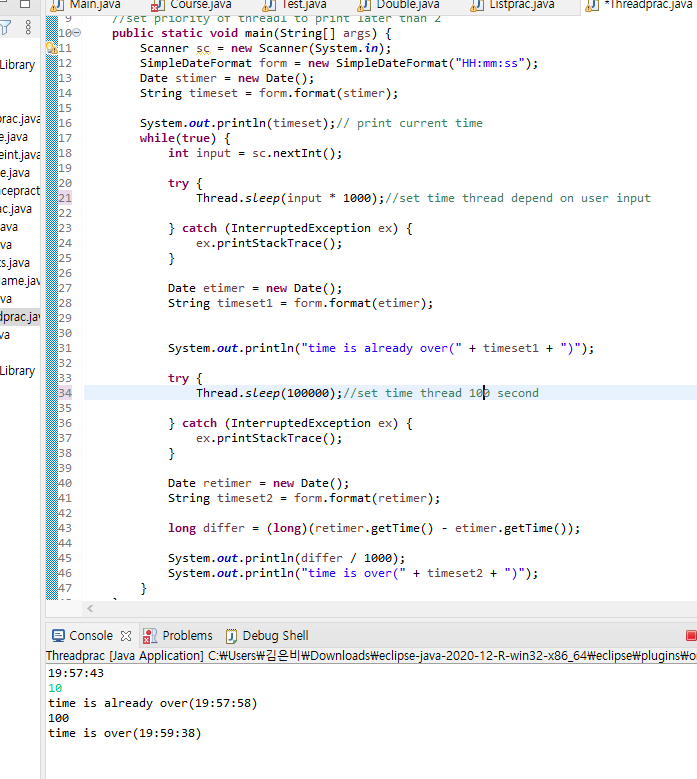 Main.java Course.java Test.java Double.java Listprac.java *Threadprac.java
9 //set priority of thread1 to print later than 2
10 public static void main(String[] args) {
11 Scanner sc = new Scanner(System.in);
12 SimpleDateFormat form = new SimpleDateFormat("HH:mm:ss");
13 Date stimer = new Date();
14 String timeset = form.format(stimer);
15
16 System.out.println(timeset);// print current time
17 while(true) {
18 int input = sc.nextInt();
19
20 try {
21 Thread.sleep(input * 1000);//set time thread depend on user input
22
23 } catch (InterruptedException ex) {
24 ex.printStackTrace();
25 }
26
27 Date etimer = new Date();
28 String timeset1 = form.format(etimer);
29
30
31 System.out.println("time is already over(" + timeset1 + ")");
32
33 try {
34 Thread.sleep(100000);//set time thread 100 second
35
36 } catch (InterruptedException ex) {
37 ex.printStackTrace();
38 }
39
40 Date retimer = new Date();
41 String timeset2 = form.format(retimer);
42
43 long differ = (long)(retimer.getTime() - etimer.getTime());
44
45 System.out.println(differ / 1000);
46 System.out.println("time is over(" + timeset2 + ")");
47 }
Library
rac.java
e.java
eint.java
e.java
cepract
ac.java
ava
va
ts.java
ame.jav
va
dprac.jav
va
Library
Console Problems Debug Shell
Threadprac [Java Application] C:₩Users₩김은비₩Downloads₩eclipse-java-2020-12-R-win32-x86_64₩eclipse₩plugins₩o
19:57:43
10
time is already over(19:57:58)
100
time is over(19:59:38)